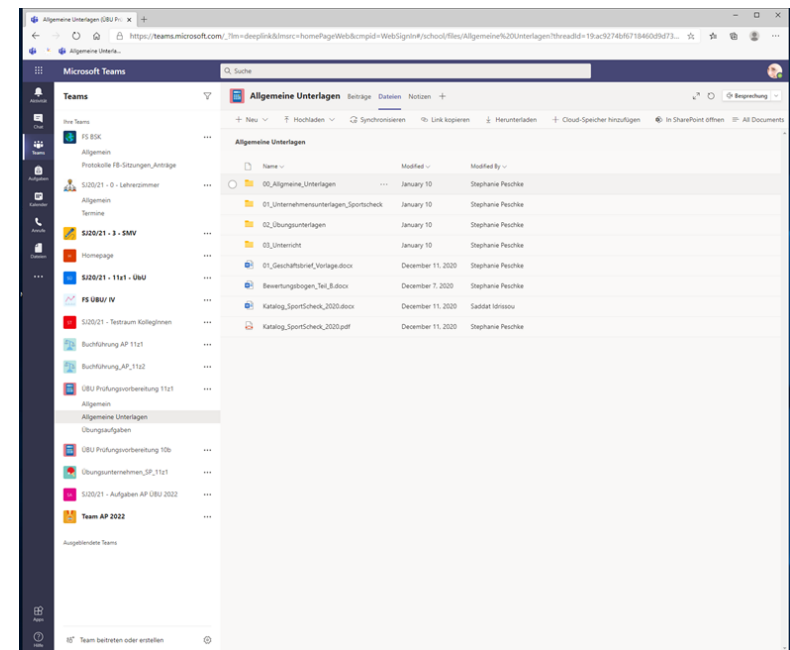 Allgemeine Unterlagen (ÜBU Prü
https://teams.microsoft.com/_?lm=deeplink&lmsrc=homePageWeb&cmpid=WebSignIn#/school/files/Allgemeine%20Unterlagen?threadId=19:ac9274bf6718460d9d73...
Allgemeine Unterla...
Microsoft Teams
Suche
Aktivität
Chat
Teams
Aufgaben
Kalender
Anrufe
Dateien
Apps
Hilfe
Teams
Ihre Teams
FS BSK
Allgemein
Protokolle FB-Sitzungen_Anträge
SJ20/21 - 0 - Lehrerzimmer
Allgemein
Termine
SJ20/21 - 3 - SMV
Homepage
SJ20/21 - 11z1 - ÜbU
FS ÜBU/ IV
SJ20/21 - Testraum KollegInnen
Buchführung AP 11z1
Buchführung_AP_11z2
ÜBU Prüfungsvorbereitung 11z1
Allgemein
Allgemeine Unterlagen
Übungsaufgaben
ÜBU Prüfungsvorbereitung 10b
Übungsunternehmen_SP_11z1
SJ20/21 - Aufgaben AP ÜBU 2022
Team AP 2022
Ausgeblendete Teams
Team beitreten oder erstellen
Allgemeine Unterlagen Beiträge Dateien Notizen
Besprechung
Neu Hochladen Synchronisieren Link kopieren Herunterladen Cloud-Speicher hinzufügen In SharePoint öffnen All Documents
Allgemeine Unterlagen
Name Modified Modified By
00_Allgmeine_Unterlagen January 10 Stephanie Peschke
01_Unternehmensunterlagen_Sportscheck January 10 Stephanie Peschke
02_Übungsunterlagen January 10 Stephanie Peschke
03_Unterricht January 10 Stephanie Peschke
01_Geschäftsbrief_Vorlage.docx December 11, 2020 Stephanie Peschke
Bewertungsbogen_Teil_B.docx December 7, 2020 Stephanie Peschke
Katalog_SportScheck_2020.docx December 11, 2020 Saddat Idrissou
Katalog_SportScheck_2020.pdf December 11, 2020 Stephanie Peschke